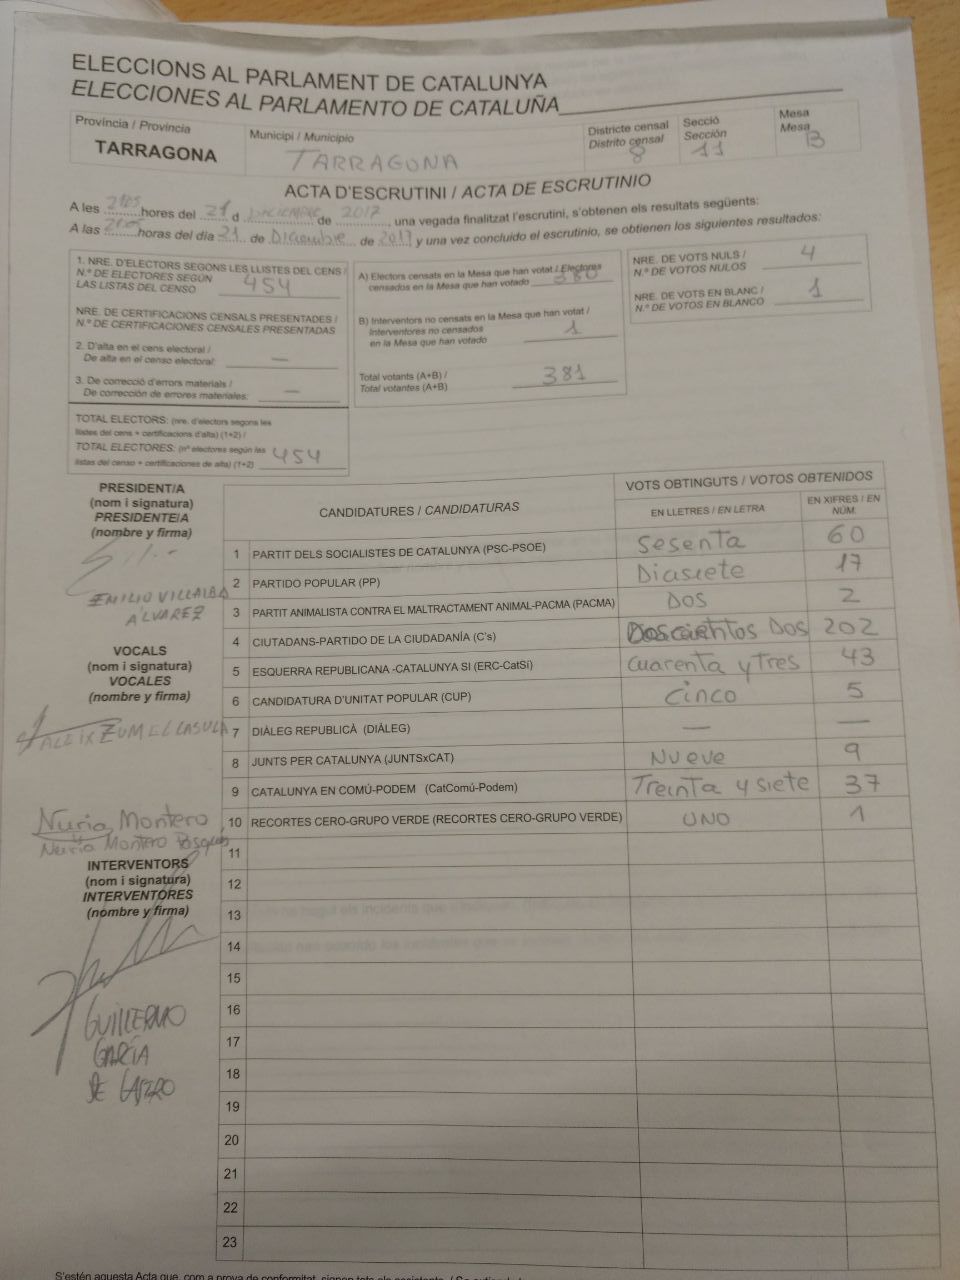 ELECCIONS AL PARLAMENT DE CATALUNYA
ELECCIONES AL PARLAMENTO DE CATALUÑA
Província / Provincia
TARRAGONA
Municipi / Municipio
TARRAGONA
Districte censal
Distrito censal
8
Secció
Sección
11
Mesa
Mesa
B
ACTA D'ESCRUTINI / ACTA DE ESCRUTINIO
A les 21:05 hores del 21 d DICIEMBRE de 2017 una vegada finalitzat l'escrutini, s'obtenen els resultats següents:
A las 21:05 horas del día 21 de Diciembre de 2017 y una vez concluido el escrutinio, se obtienen los siguientes resultados:
1. NRE. D'ELECTORS SEGONS LES LLISTES DEL CENS /
N.º DE ELECTORES SEGÚN
LAS LISTAS DEL CENSO 454
NRE. DE CERTIFICACIONS CENSALS PRESENTADES /
N.º DE CERTIFICACIONES CENSALES PRESENTADAS
2. D'alta en el cens electoral /
De alta en el censo electoral: —
3. De correcció d'errors materials /
De corrección de errores materiales: —
TOTAL ELECTORS: (nre. d'electors segons les
llistes del cens + certificacions d'alta) (1+2) /
TOTAL ELECTORES: (nº electores según las
listas del censo + certificaciones de alta) (1+2) 454
A) Electors censats en la Mesa que han votat / Electores
censados en la Mesa que han votado 380
B) Interventors no censats en la Mesa que han votat /
Interventores no censados
en la Mesa que han votado 1
Total votants (A+B) /
Total votantes (A+B) 381
NRE. DE VOTS NULS /
N.º DE VOTOS NULOS 4
NRE. DE VOTS EN BLANC /
N.º DE VOTOS EN BLANCO 1
PRESIDENT/A
(nom i signatura)
PRESIDENTE/A
(nombre y firma)
EMILIO VILLALBA
ÁLVAREZ
VOCALS
(nom i signatura)
VOCALES
(nombre y firma)
ALEIX
Nuria Montero
Nuria Montero
INTERVENTORS
(nom i signatura)
INTERVENTORES
(nombre y firma)
GUILLERMO
GARCÍA
DE CASTRO
CANDIDATURES / CANDIDATURAS
VOTS OBTINGUTS / VOTOS OBTENIDOS
EN LLETRES / EN LETRA
EN XIFRES / EN
NÚM.
1 PARTIT DELS SOCIALISTES DE CATALUNYA (PSC-PSOE) Sesenta 60
2 PARTIDO POPULAR (PP) Diasiete 17
3 PARTIT ANIMALISTA CONTRA EL MALTRACTAMENT ANIMAL-PACMA (PACMA) DOS 2
4 CIUTADANS-PARTIDO DE LA CIUDADANÍA (C's) Doscientos Dos 202
5 ESQUERRA REPUBLICANA -CATALUNYA SI (ERC-CatSí) Cuarenta y Tres 43
6 CANDIDATURA D'UNITAT POPULAR (CUP) Cinco 5
7 DIÀLEG REPUBLICÀ (DIÀLEG) — —
8 JUNTS PER CATALUNYA (JUNTSxCAT) Nueve 9
9 CATALUNYA EN COMÚ-PODEM (CatComú-Podem) Treinta y siete 37
10 RECORTES CERO-GRUPO VERDE (RECORTES CERO-GRUPO VERDE) UNO 1
11
12
13
14
15
16
17
18
19
20
21
22
23
S'estén aquesta Acta que, com a prova de conformitat, signen tots els assistents. /